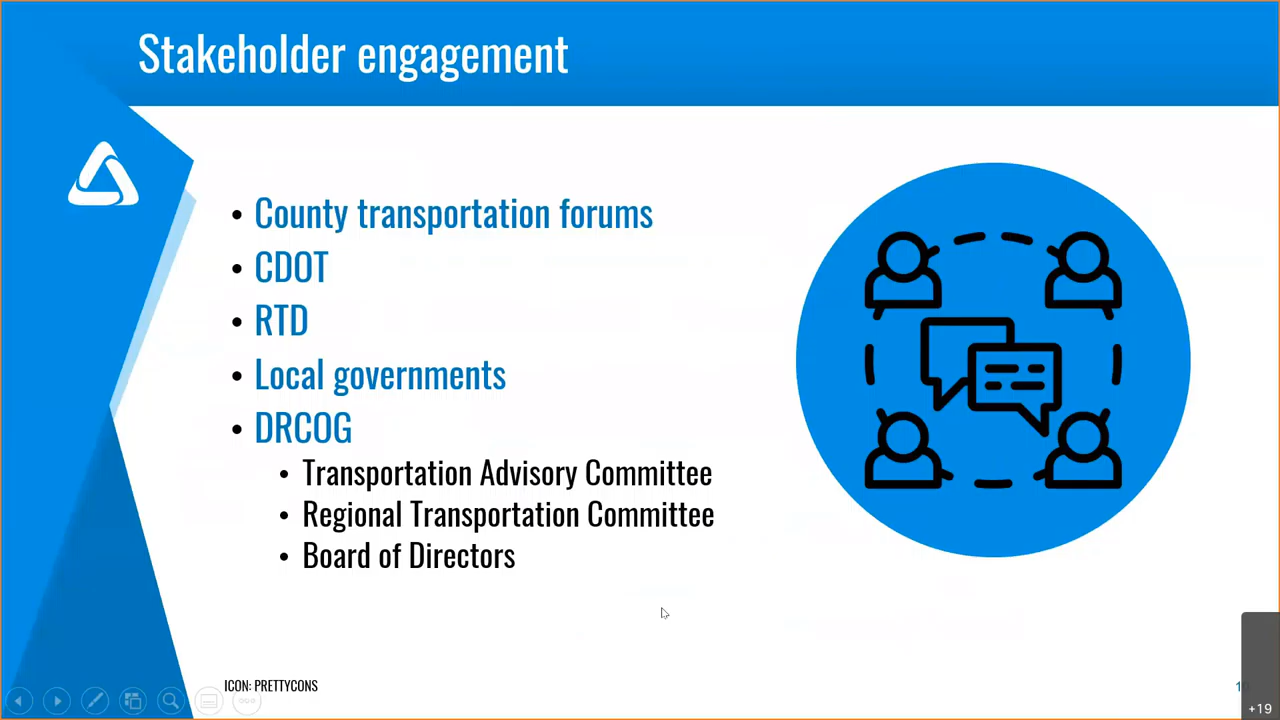 Stakeholder engagement
• County transportation forums
• CDOT
• RTD
• Local governments
• DRCOG
• Transportation Advisory Committee
• Regional Transportation Committee
• Board of Directors
ICON: PRETTYCONS
+19